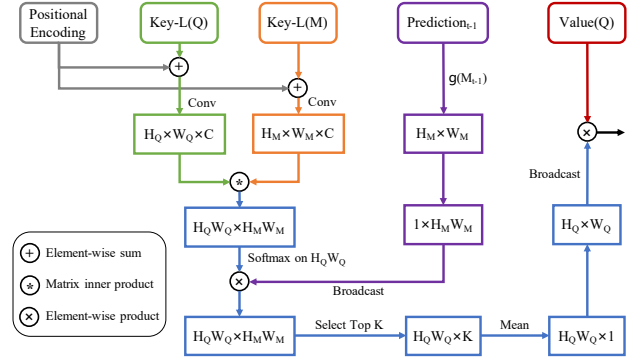 Positional
Encoding
Key-L(Q)
Key-L(M)
Prediction_{t-1}
Value(Q)
+
+
g(M_{t-1})
Conv
Conv
H_Q×W_Q×C
H_M×W_M×C
H_M×W_M
×
Broadcast
*
H_QW_Q×H_MW_M
1×H_MW_M
H_Q×W_Q
Softmax on H_QW_Q
×
Broadcast
+ Element-wise sum
* Matrix inner product
× Element-wise product
H_QW_Q×H_MW_M
Select Top K
H_QW_Q×K
Mean
H_QW_Q×1